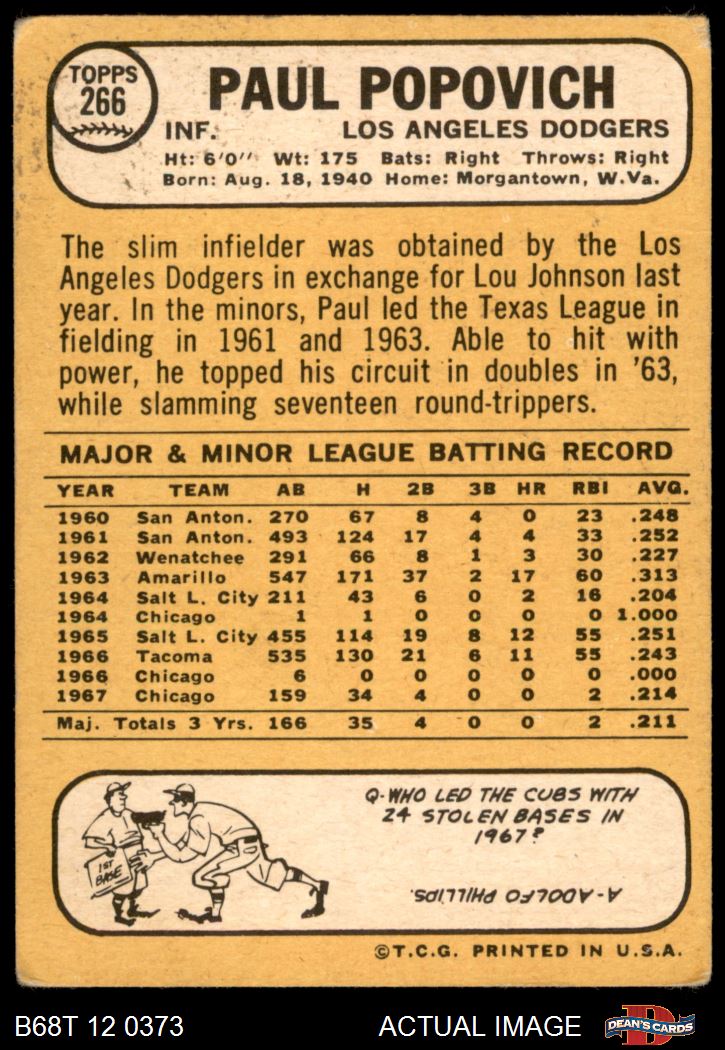 TOPPS
266
PAUL POPOVICH
INF. LOS ANGELES DODGERS
Ht: 6'0" Wt: 175 Bats: Right Throws: Right
Born: Aug. 18, 1940 Home: Morgantown, W.Va.
The slim infielder was obtained by the Los
Angeles Dodgers in exchange for Lou Johnson last
year. In the minors, Paul led the Texas League in
fielding in 1961 and 1963. Able to hit with
power, he topped his circuit in doubles in '63,
while slamming seventeen round-trippers.
MAJOR & MINOR LEAGUE BATTING RECORD
YEAR TEAM AB H 2B 3B HR RBI AVG.
1960 San Anton. 270 67 8 4 0 23 .248
1961 San Anton. 493 124 17 4 4 33 .252
1962 Wenatchee 291 66 8 1 3 30 .227
1963 Amarillo 547 171 37 2 17 60 .313
1964 Salt L. City 211 43 6 0 2 16 .204
1964 Chicago 1 1 0 0 0 0 1.000
1965 Salt L. City 455 114 19 8 12 55 .251
1966 Tacoma 535 130 21 6 11 55 .243
1966 Chicago 6 0 0 0 0 0 .000
1967 Chicago 159 34 4 0 0 2 .214
Maj. Totals 3 Yrs. 166 35 4 0 0 2 .211
1ST
BASE
Q-WHO LED THE CUBS WITH
24 STOLEN BASES IN
1967?
A-ADOLFO PHILLIPS.
©T.C.G. PRINTED IN U.S.A.
B68T 12 0373 ACTUAL IMAGE
D
DEAN'S CARDS